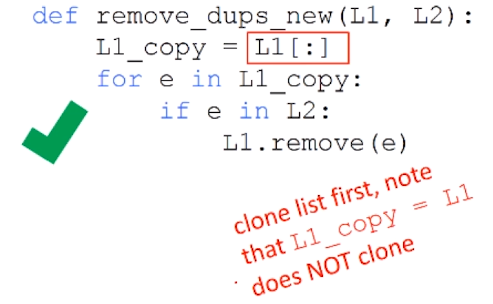 def remove_dups_new(L1, L2):
    L1_copy = L1[:]
    for e in L1_copy:
        if e in L2:
            L1.remove(e)
clone list first, note
that L1_copy = L1
does NOT clone